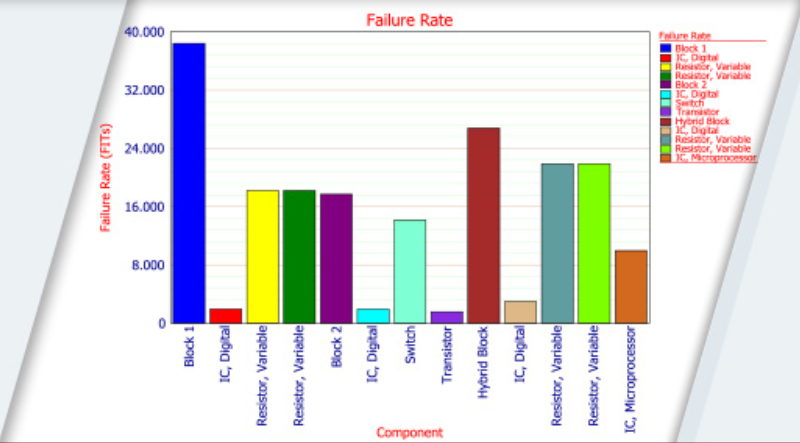 Failure Rate
40.000
32.000
24.000
16.000
8.000
0
Failure Rate (FITs)
Block 1
IC, Digital
Resistor, Variable
Resistor, Variable
Block 2
IC, Digital
Switch
Transistor
Hybrid Block
IC, Digital
Resistor, Variable
Resistor, Variable
IC, Microprocessor
Component
Failure Rate
Block 1
IC, Digital
Resistor, Variable
Resistor, Variable
Block 2
IC, Digital
Switch
Transistor
Hybrid Block
IC, Digital
Resistor, Variable
Resistor, Variable
IC, Microprocessor